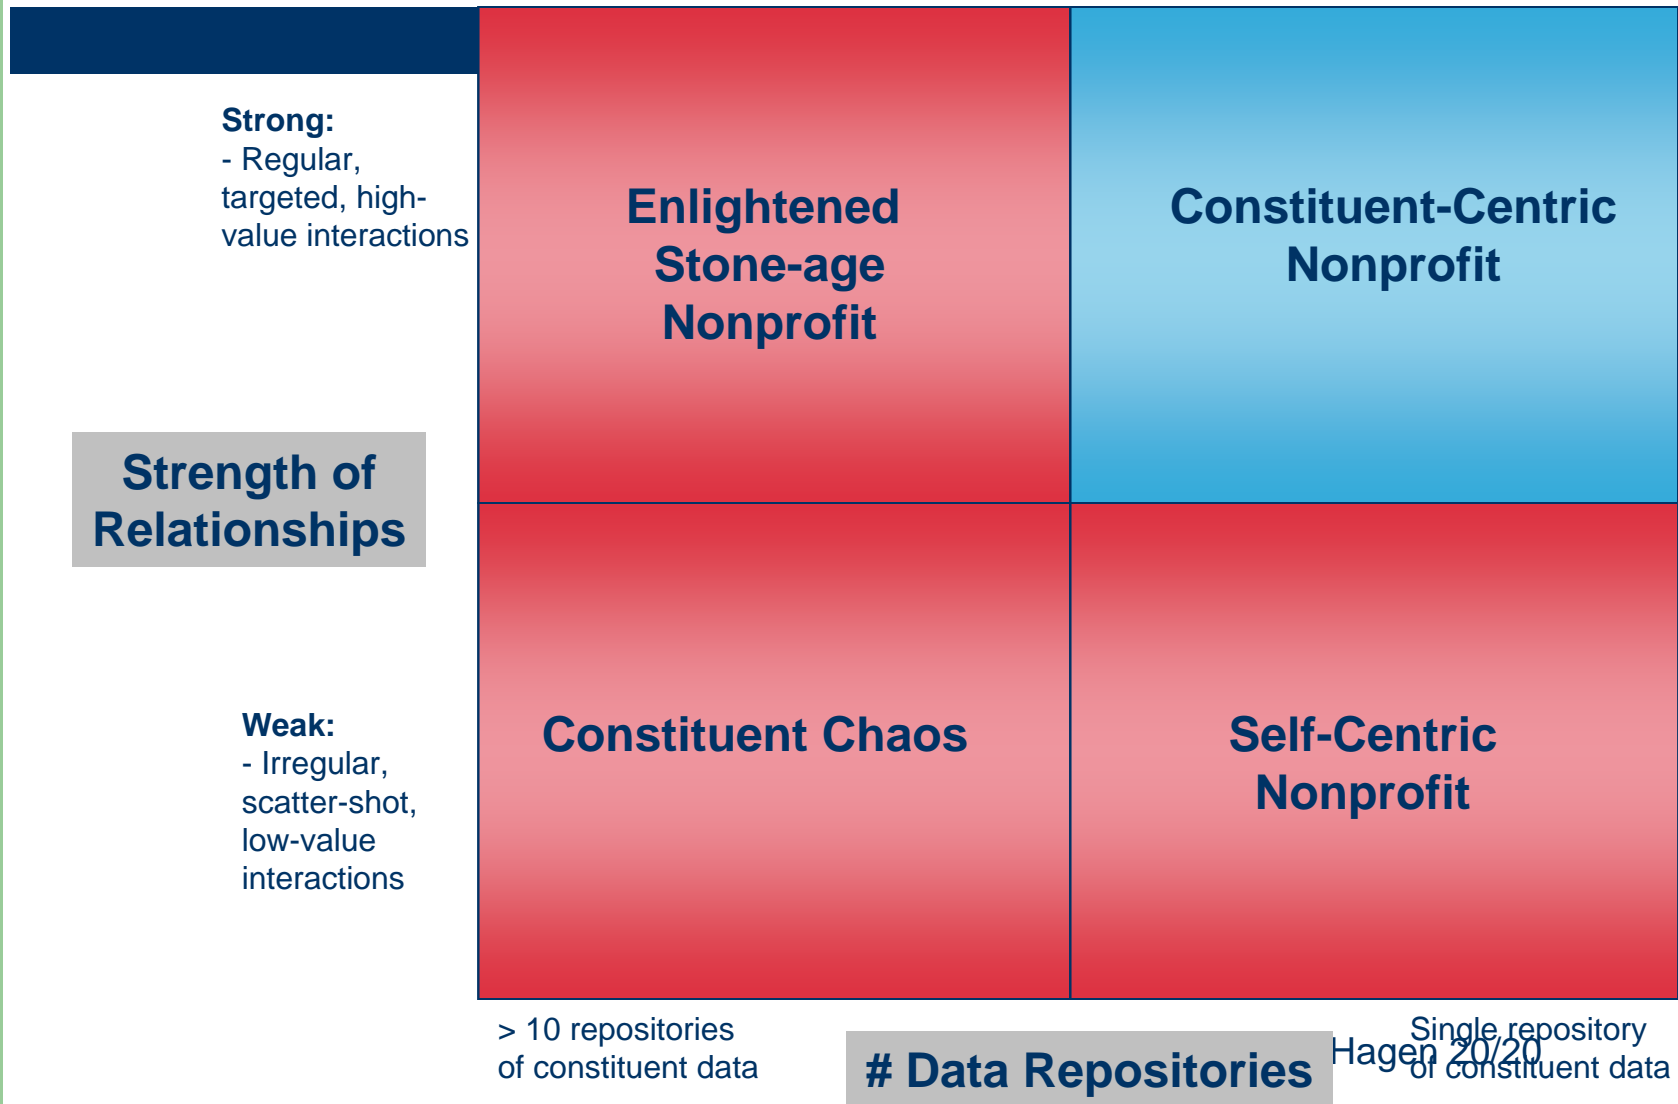 Strong:
- Regular,
targeted, high-
value interactions
Enlightened
Stone-age
Nonprofit
Constituent-Centric
Nonprofit
Strength of
Relationships
Weak:
- Irregular,
scatter-shot,
low-value
interactions
Constituent Chaos
Self-Centric
Nonprofit
> 10 repositories
of constituent data
# Data Repositories
Hagen 20/20
Single repository
of constituent data